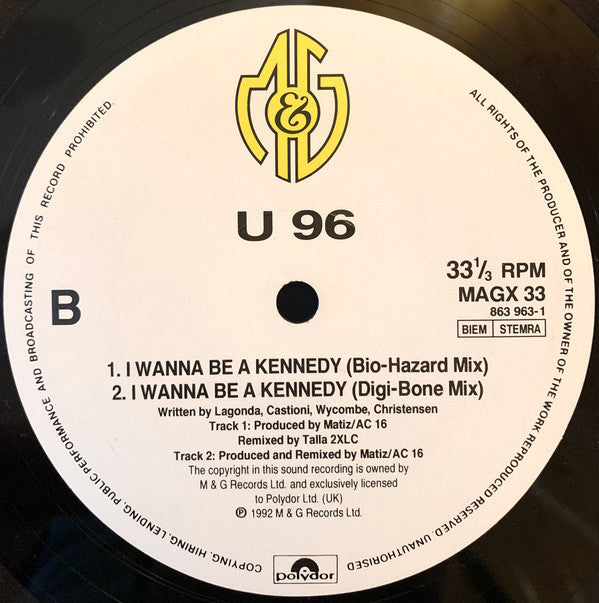 M&G
U 96
B
33⅓ RPM
MAGX 33
863 963-1
BIEM STEMRA
1. I WANNA BE A KENNEDY (Bio-Hazard Mix)
2. I WANNA BE A KENNEDY (Digi-Bone Mix)
Written by Lagonda, Castioni, Wycombe, Christensen
Track 1: Produced by Matiz/AC 16
Remixed by Talla 2XLC
Track 2: Produced and Remixed by Matiz/AC 16
The copyright in this sound recording is owned by
M & G Records Ltd. and exclusively licensed
to Polydor Ltd. (UK)
℗ 1992 M & G Records Ltd.
polydor
ALL RIGHTS OF THE PRODUCER AND OF THE OWNER OF THE WORK REPRODUCED RESERVED. UNAUTHORISED COPYING, HIRING, LENDING, PUBLIC PERFORMANCE AND BROADCASTING OF THIS RECORD PROHIBITED.